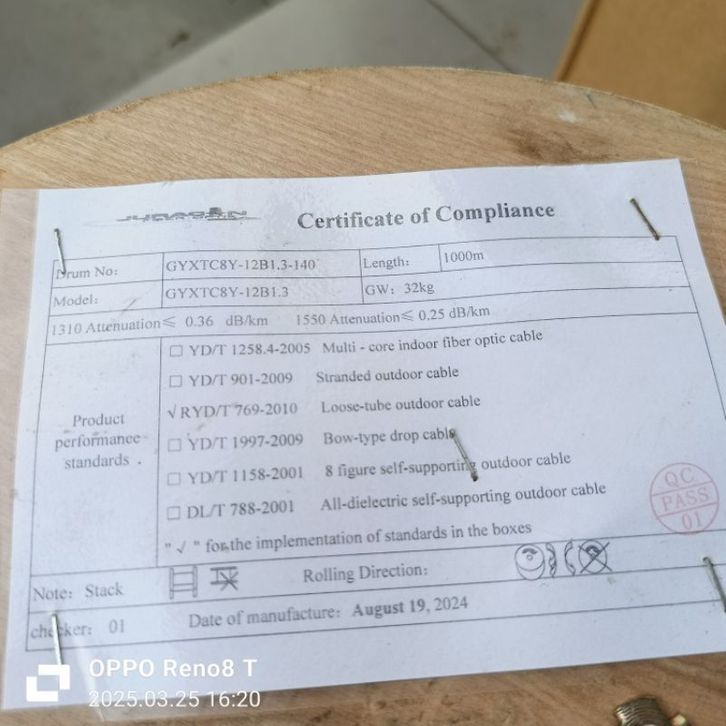 Certificate of Compliance
Drum No: GYXTC8Y-12B1.3-140 Length: 1000m
Model: GYXTC8Y-12B1.3 GW: 32kg
1310 Attenuation≤ 0.36 dB/km 1550 Attenuation≤ 0.25 dB/km
Product performance standards .
□ YD/T 1258.4-2005 Multi - core indoor fiber optic cable
□ YD/T 901-2009 Stranded outdoor cable
√RYD/T 769-2010 Loose-tube outdoor cable
□ YD/T 1997-2009 Bow-type drop cable
□ YD/T 1158-2001 8 figure self-supporting outdoor cable
□ DL/T 788-2001 All-dielectric self-supporting outdoor cable
" √ " for the implementation of standards in the boxes
QC
PASS
01
Note: Stack Rolling Direction:
checker: 01 Date of manufacture: August 19, 2024
OPPO Reno8 T
2025.03.25 16:20